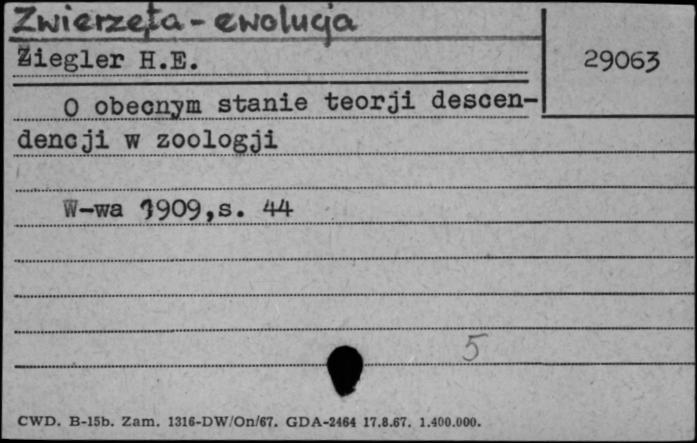 Zwierzęta - ewolucja
Ziegler H.E.
29063
O obecnym stanie teorji descen-
dencji w zoologji
W-wa 1909,s. 44
5
CWD. B-15b. Zam. 1316-DW/On/67. GDA-2464 17.8.67. 1.400.000.